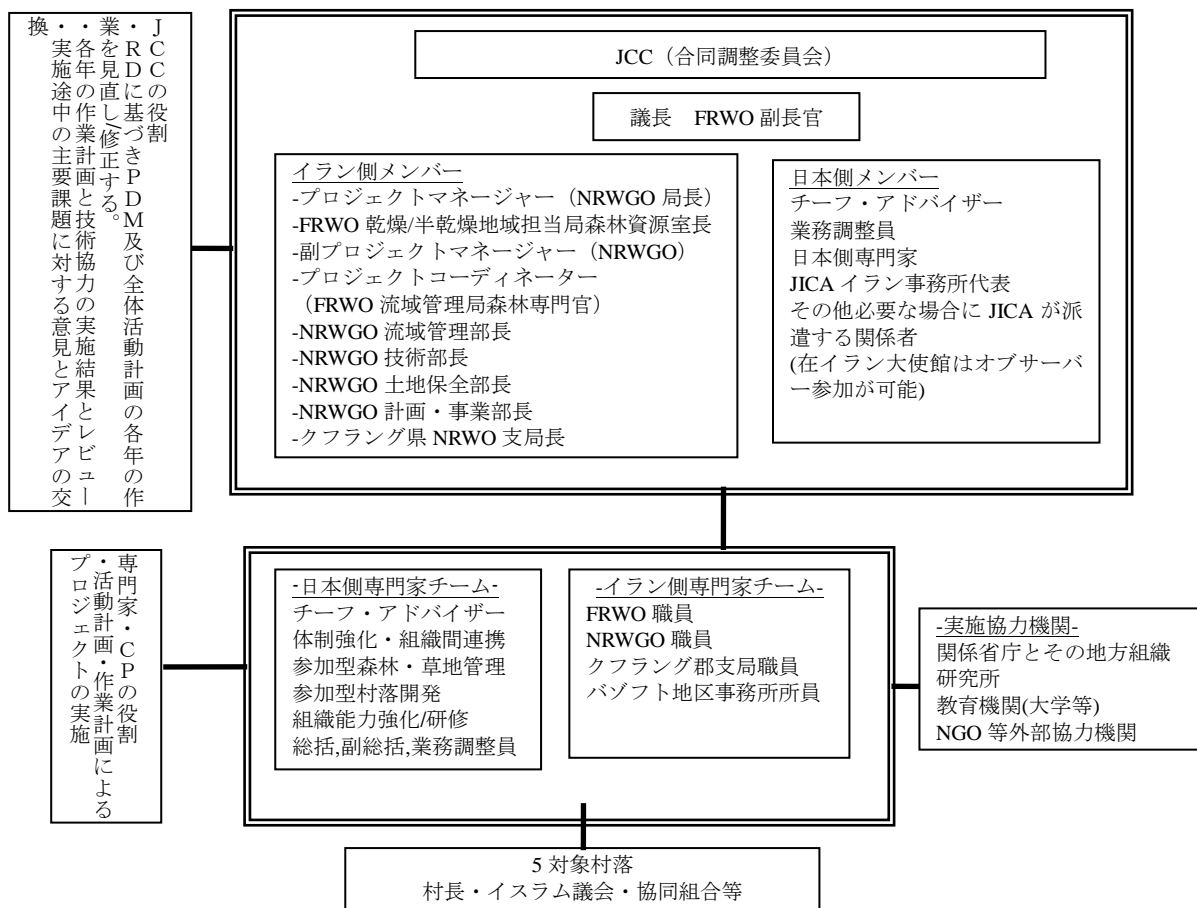 JCCの役割
・RDに基づきPDM及び全体活動計画の各年の作
業を見直し/修正する。
・各年の作業計画と技術協力の実施結果とレビュー
・実施途中の主要課題に対する意見とアイデアの交
換
JCC（合同調整委員会）
議長　FRWO 副長官
イラン側メンバー
-プロジェクトマネージャー（NRWGO 局長）
-FRWO 乾燥/半乾燥地域担当局森林資源室長
-副プロジェクトマネージャー（NRWGO）
-プロジェクトコーディネーター
（FRWO 流域管理局森林専門官）
-NRWGO 流域管理部長
-NRWGO 技術部長
-NRWGO 土地保全部長
-NRWGO 計画・事業部長
-クフラング県 NRWO 支局長
日本側メンバー
チーフ・アドバイザー
業務調整員
日本側専門家
JICA イラン事務所代表
その他必要な場合に JICA が派
遣する関係者
(在イラン大使館はオブサーバ
ー参加が可能)
専門家・CPの役割
・活動計画・作業計画による
プロジェクトの実施
-日本側専門家チーム-
チーフ・アドバイザー
体制強化・組織間連携
参加型森林・草地管理
参加型村落開発
組織能力強化/研修
総括,副総括,業務調整員
-イラン側専門家チーム-
FRWO 職員
NRWGO 職員
クフラング郡支局職員
バゾフト地区事務所所員
-実施協力機関-
関係省庁とその地方組織
研究所
教育機関(大学等)
NGO 等外部協力機関
5 対象村落
村長・イスラム議会・協同組合等